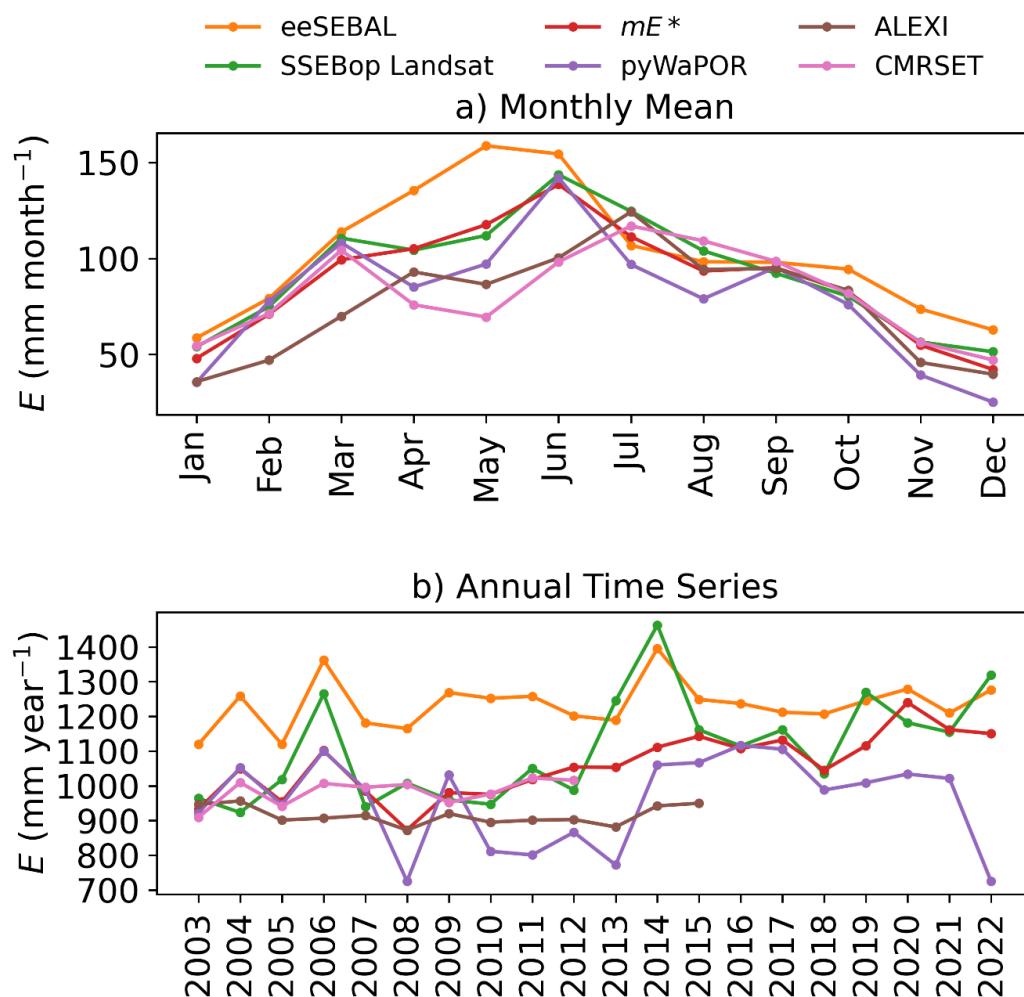 eeSEBAL mE* ALEXI
SSEBop Landsat pyWaPOR CMRSET
a) Monthly Mean
E (mm month⁻¹)
150
100
50
Jan Feb Mar Apr May Jun Jul Aug Sep Oct Nov Dec
b) Annual Time Series
E (mm year⁻¹)
1400
1300
1200
1100
1000
900
800
700
2003 2004 2005 2006 2007 2008 2009 2010 2011 2012 2013 2014 2015 2016 2017 2018 2019 2020 2021 2022